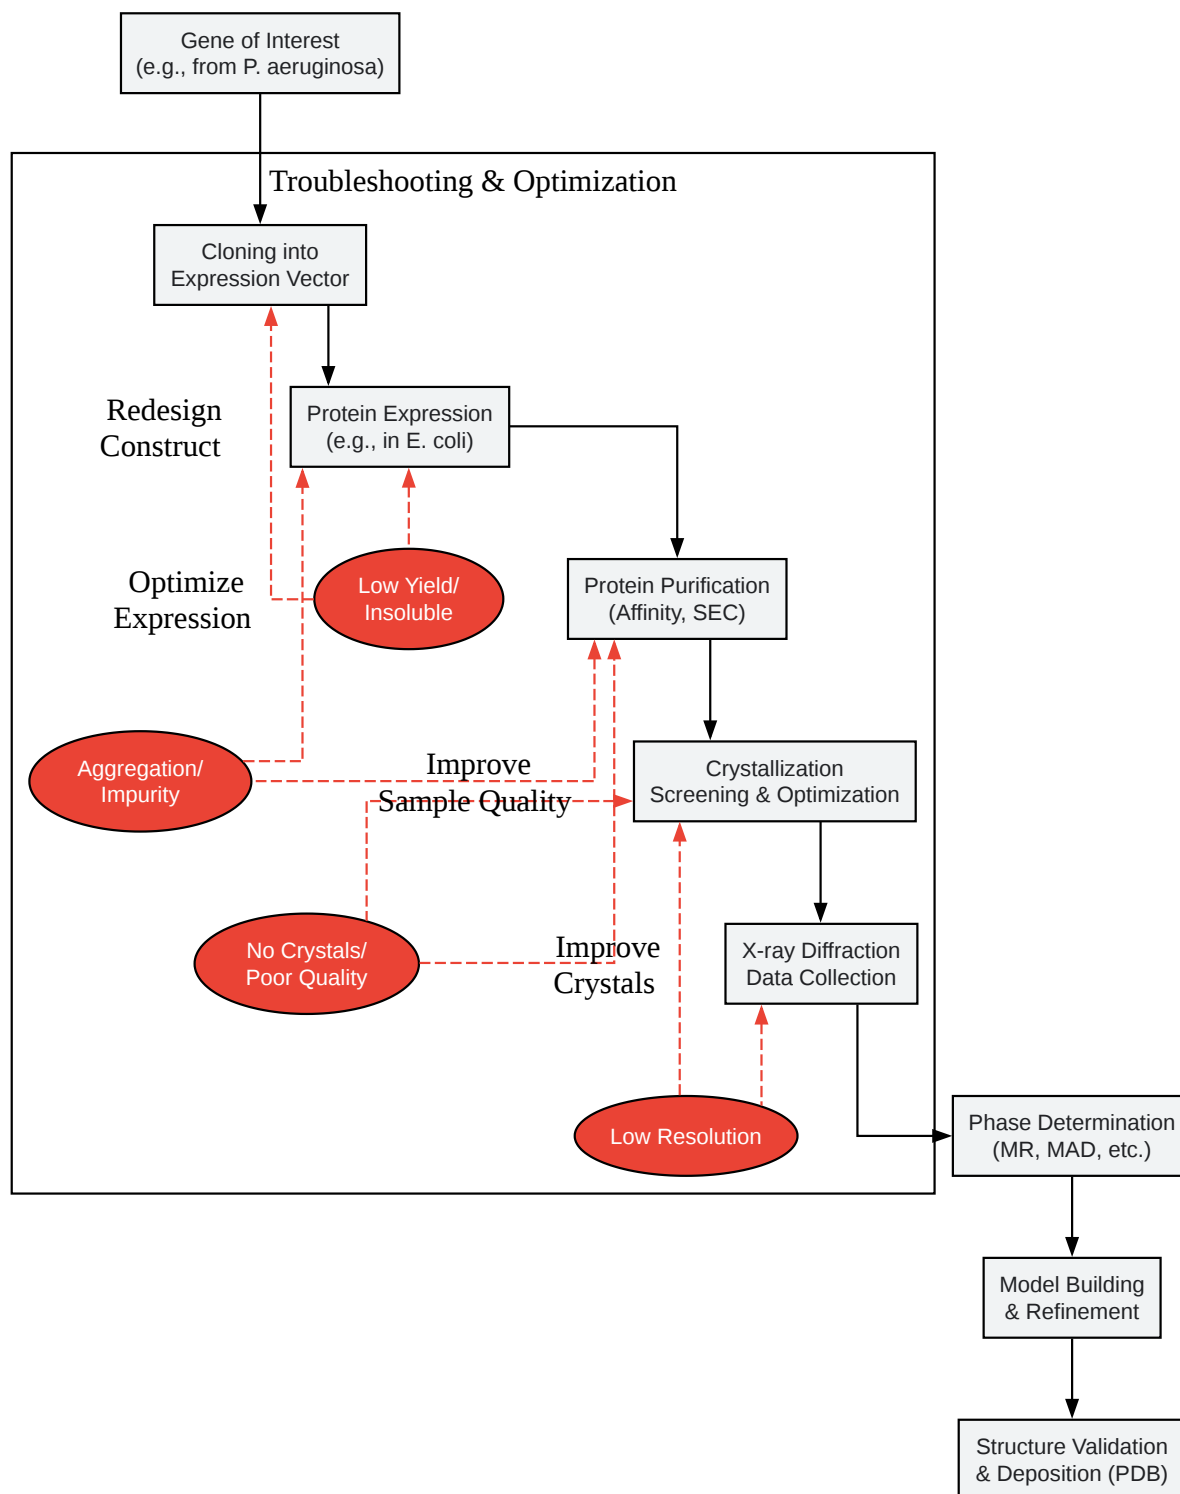 Gene of Interest
(e.g., from P. aeruginosa)
Troubleshooting & Optimization
Cloning into
Expression Vector
Redesign
Construct
Protein Expression
(e.g., in E. coli)
Optimize
Expression
Low Yield/
Insoluble
Protein Purification
(Affinity, SEC)
Aggregation/
Impurity
Improve
Sample Quality
Crystallization
Screening & Optimization
No Crystals/
Poor Quality
Improve
Crystals
X-ray Diffraction
Data Collection
Low Resolution
Phase Determination
(MR, MAD, etc.)
Model Building
& Refinement
Structure Validation
& Deposition (PDB)